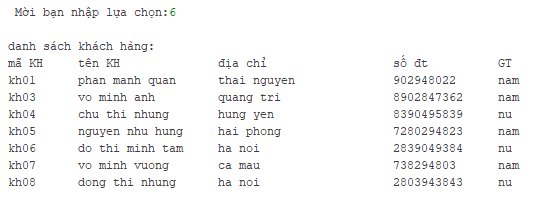 Mời bạn nhập lựa chọn:6
danh sách khách hàng:
mã KH tên KH địa chỉ số đt GT
kh01 phan manh quan thai nguyen 902948022 nam
kh03 vo minh anh quang tri 8902847362 nam
kh04 chu thi nhung hung yen 8390495839 nu
kh05 nguyen nhu hung hai phong 7280294823 nam
kh06 do thi minh tam ha noi 2839049384 nu
kh07 vo minh vuong ca mau 738294803 nam
kh08 dong thi nhung ha noi 2803943843 nu